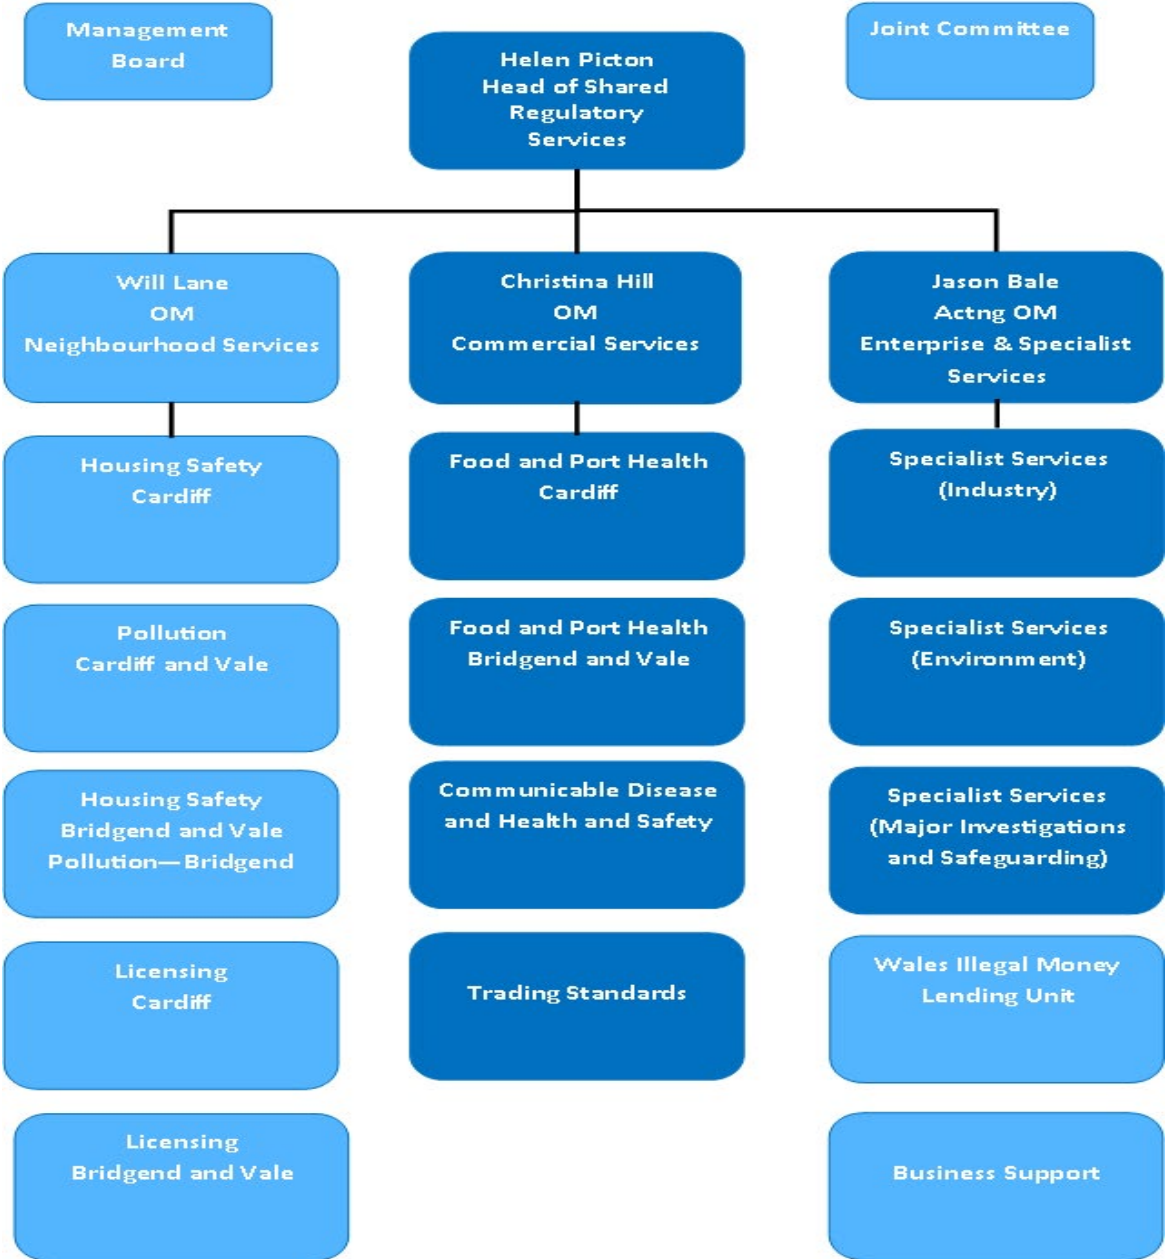 Management
Board
Joint Committee
Helen Picton
Head of Shared
Regulatory
Services
Will Lane
OM
Neighbourhood Services
Christina Hill
OM
Commercial Services
Jason Bale
Actng OM
Enterprise & Specialist
Services
Housing Safety
Cardiff
Food and Port Health
Cardiff
Specialist Services
(Industry)
Pollution
Cardiff and Vale
Food and Port Health
Bridgend and Vale
Specialist Services
(Environment)
Housing Safety
Bridgend and Vale
Pollution—Bridgend
Communicable Disease
and Health and Safety
Specialist Services
(Major Investigations
and Safeguarding)
Licensing
Cardiff
Trading Standards
Wales Illegal Money
Lending Unit
Licensing
Bridgend and Vale
Business Support